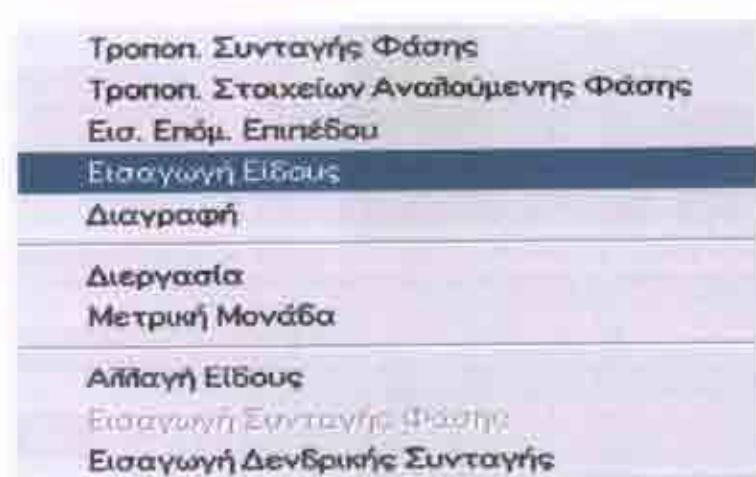 Τροποπ. Συνταγής Φάσης
Τροποπ. Στοιχείων Αναλούμενης Φάσης
Εισ. Επόμ. Επιπέδου
Εισαγωγή Είδους
Διαγραφή
Διεργασία
Μετρική Μονάδα
Αλλαγή Είδους
Εισαγωγή Συνταγής Φάσης
Εισαγωγή Δενδρικής Συνταγής